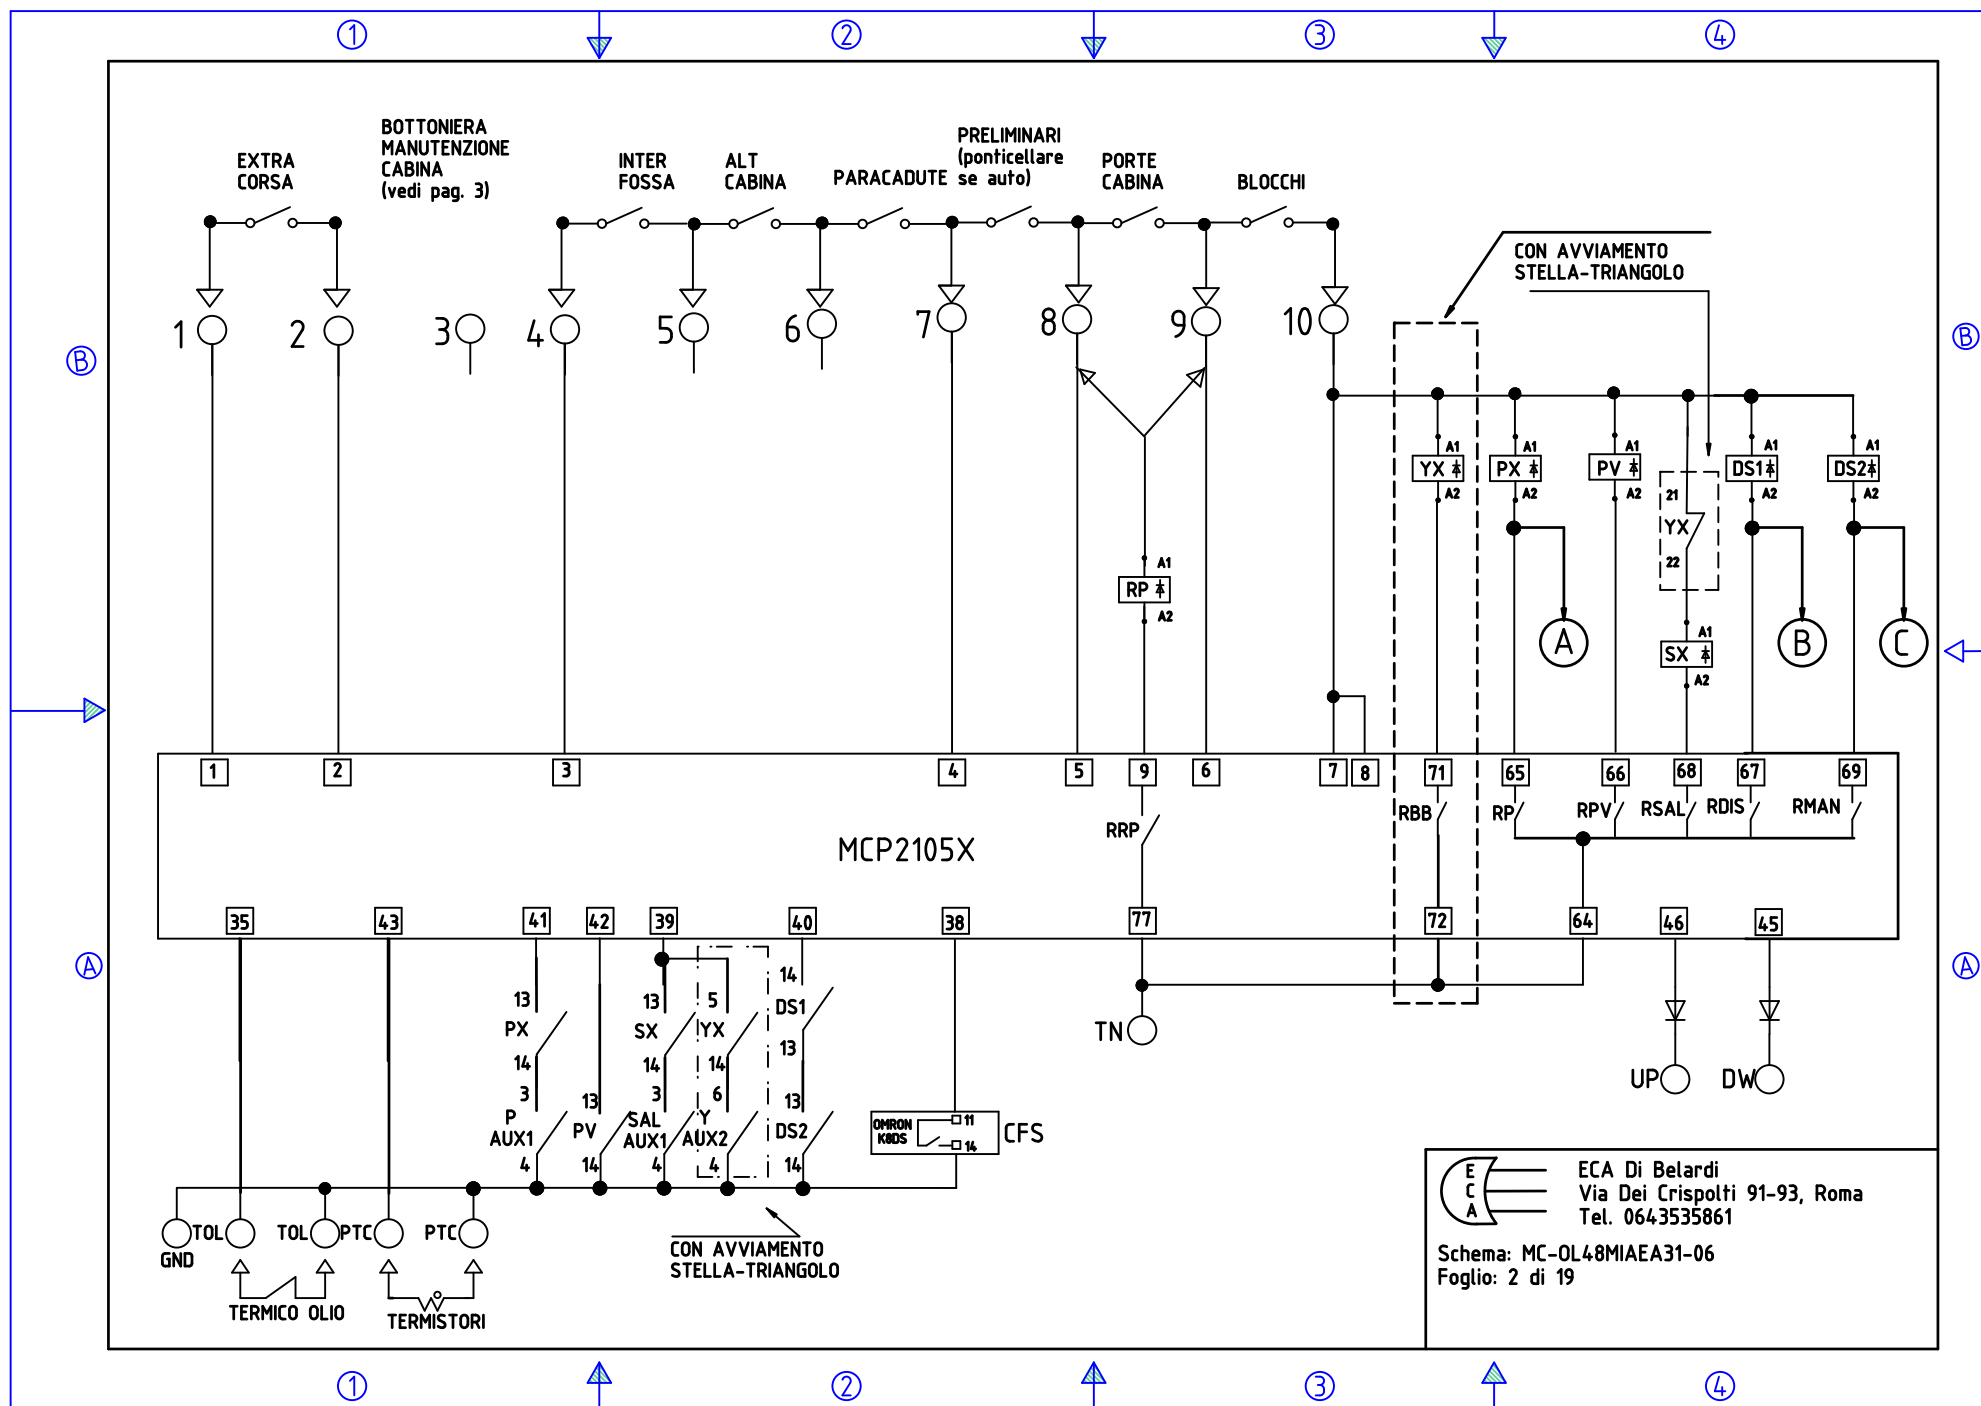 1
2
3
4
BOTTONIERA
MANUTENZIONE
CABINA
(vedi pag. 3)
EXTRA
CORSA
INTER
FOSSA
ALT
CABINA
PARACADUTE
PRELIMINARI
(ponticellare
se auto)
PORTE
CABINA
BLOCCHI
CON AVVIAMENTO
STELLA-TRIANGOLO
1
2
3
4
5
6
7
8
9
10
B
B
A1
YX
A2
A1
PX
A2
A1
PV
A2
21
YX
22
A1
DS1
A2
A1
DS2
A2
A1
RP
A2
A1
SX
A2
A
B
C
1
2
3
4
5
9
6
7
8
71
65
66
68
67
69
RRP
RBB
RP
RPV
RSAL
RDIS
RMAN
MCP2105X
35
43
41
42
39
40
38
77
72
64
46
45
A
A
13
PX
14
3
P
AUX1
4
13
PV
14
13
SX
14
3
SAL
AUX1
4
5
YX
14
6
Y
AUX2
4
14
DS1
13
13
DS2
14
OMRON
K8DS
11
14
CFS
TN
UP
DW
GND
TOL
TOL
PTC
PTC
TERMICO OLIO
TERMISTORI
CON AVVIAMENTO
STELLA-TRIANGOLO
E
C
A
ECA Di Belardi
Via Dei Crispolti 91-93, Roma
Tel. 0643535861
Schema: MC-OL48MIAEA31-06
Foglio: 2 di 19
1
2
3
4